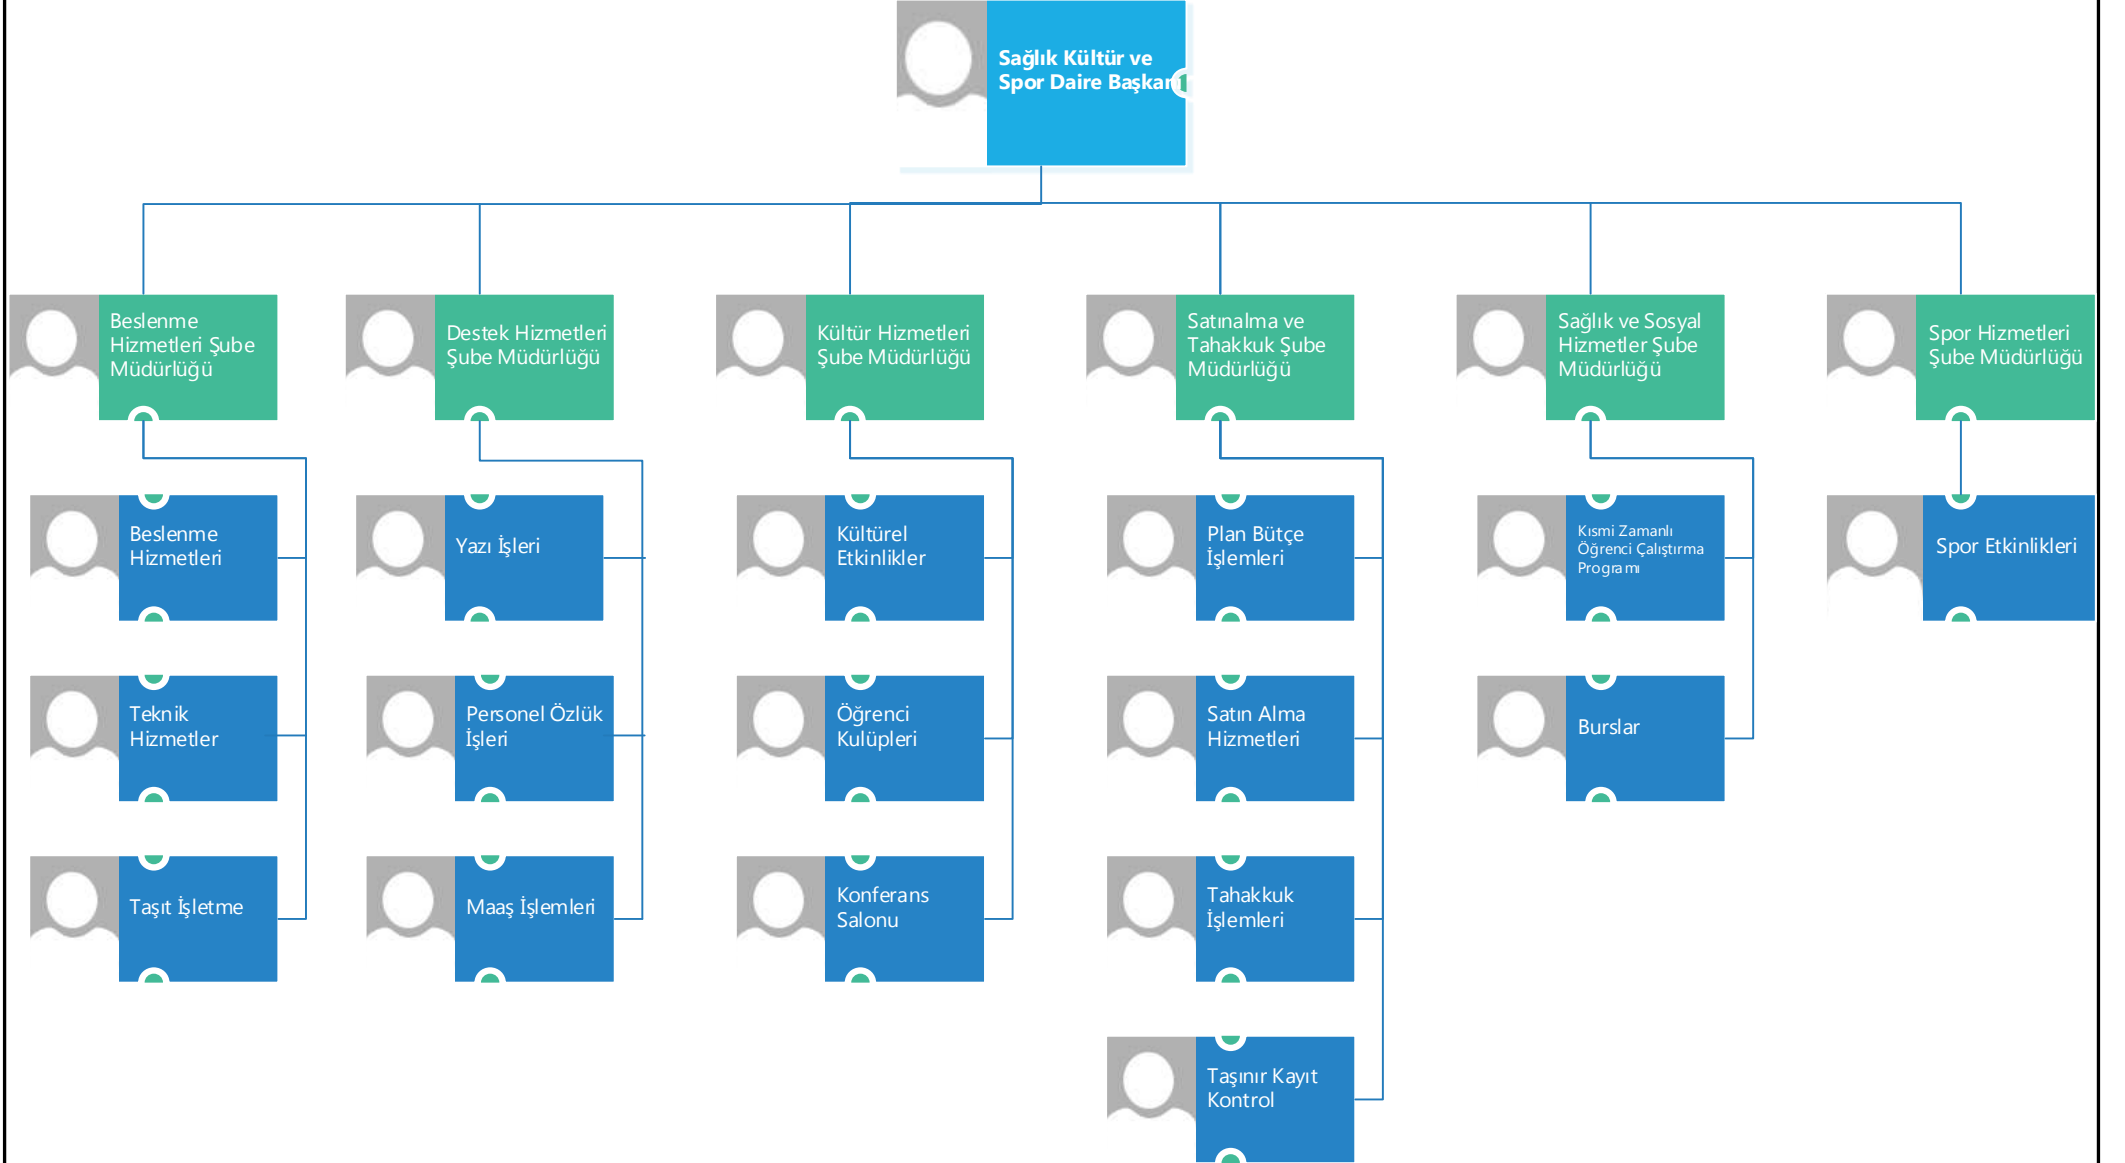 Sağlık Kültür ve
Spor Daire Başkanı
Beslenme
Hizmetleri Şube
Müdürlüğü
Destek Hizmetleri
Şube Müdürlüğü
Kültür Hizmetleri
Şube Müdürlüğü
Satınalma ve
Tahakkuk Şube
Müdürlüğü
Sağlık ve Sosyal
Hizmetler Şube
Müdürlüğü
Spor Hizmetleri
Şube Müdürlüğü
Beslenme
Hizmetleri
Yazı İşleri
Kültürel
Etkinlikler
Plan Bütçe
İşlemleri
Kısmi Zamanlı
Öğrenci Çalıştırma
Programı
Spor Etkinlikleri
Teknik
Hizmetler
Personel Özlük
İşleri
Öğrenci
Kulüpleri
Satın Alma
Hizmetleri
Burslar
Taşıt İşletme
Maaş İşlemleri
Konferans
Salonu
Tahakkuk
İşlemleri
Taşınır Kayıt
Kontrol